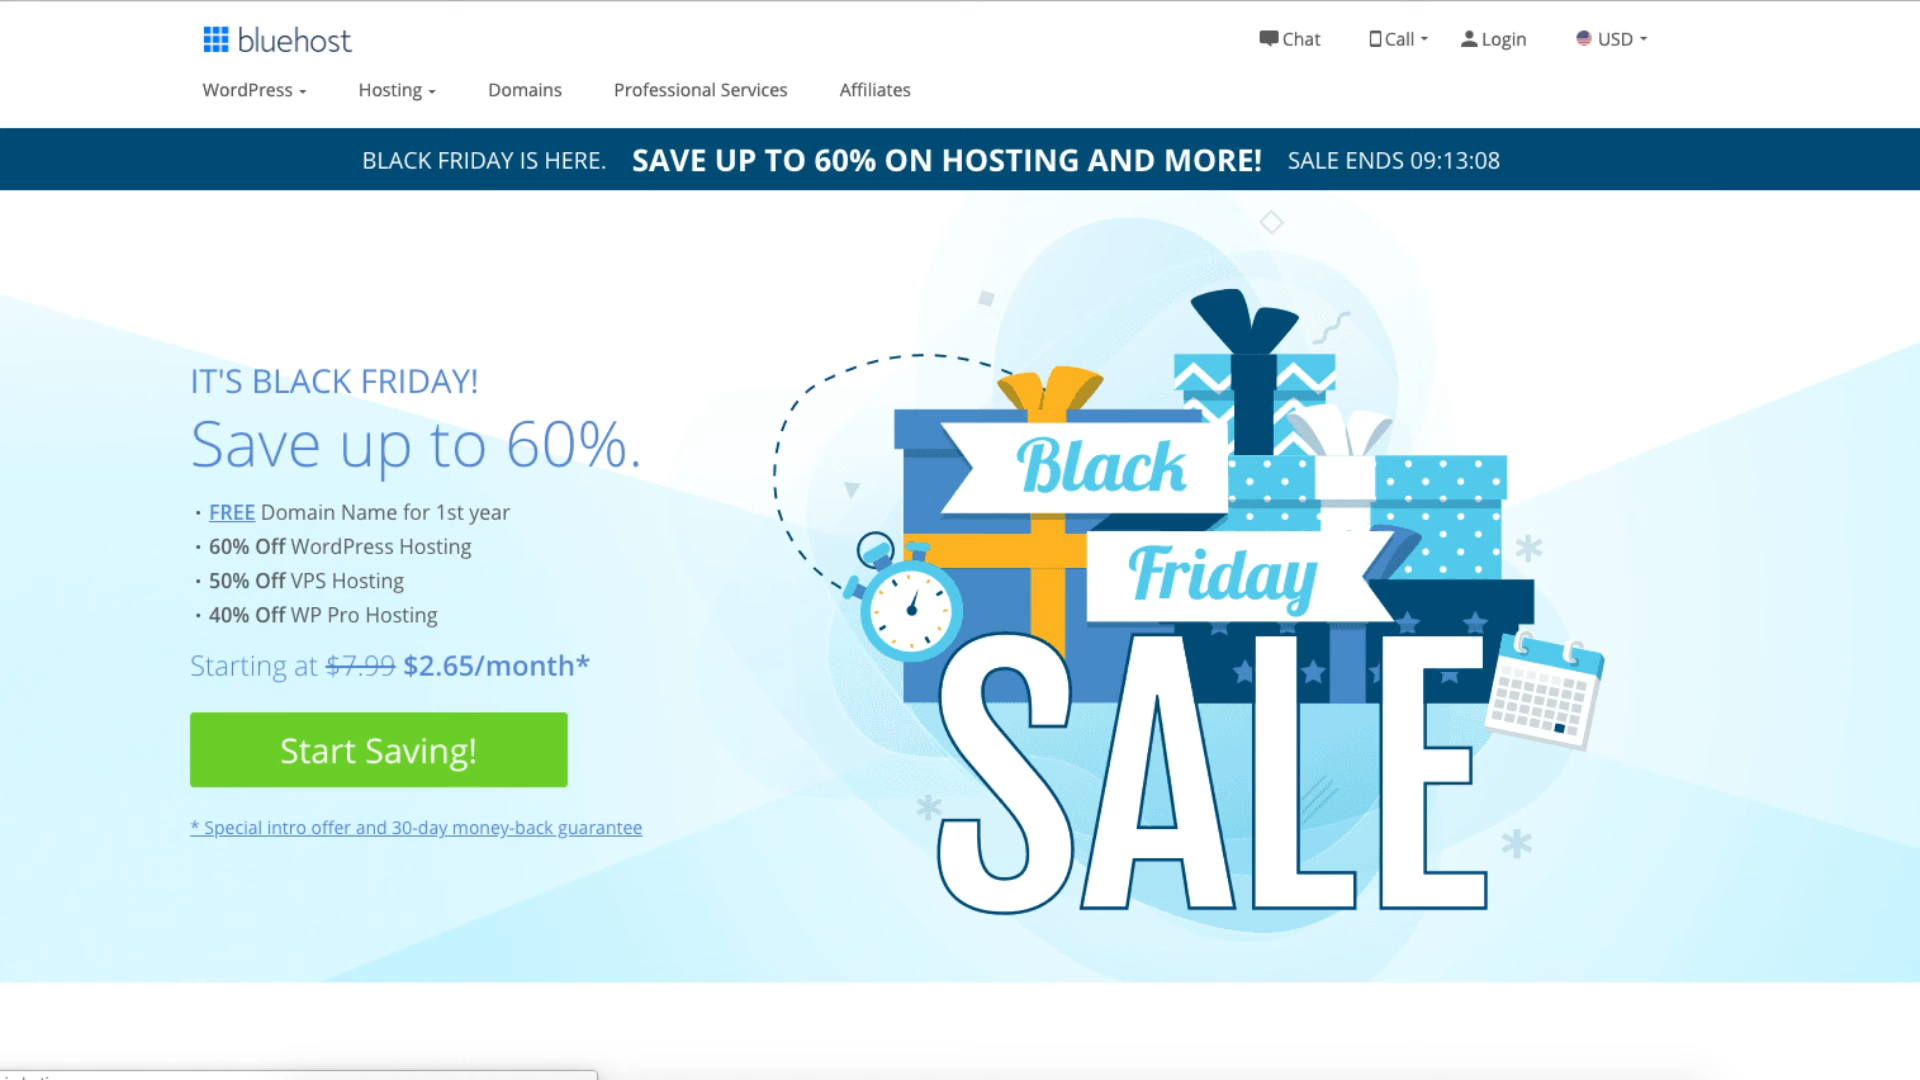 bluehost
Chat Call Login USD
WordPress Hosting Domains Professional Services Affiliates
BLACK FRIDAY IS HERE. SAVE UP TO 60% ON HOSTING AND MORE! SALE ENDS 09:13:08
IT'S BLACK FRIDAY!
Save up to 60%.
· FREE Domain Name for 1st year
· 60% Off WordPress Hosting
· 50% Off VPS Hosting
· 40% Off WP Pro Hosting
Starting at $7.99 $2.65/month*
Start Saving!
* Special intro offer and 30-day money-back guarantee
Black
Friday
SALE